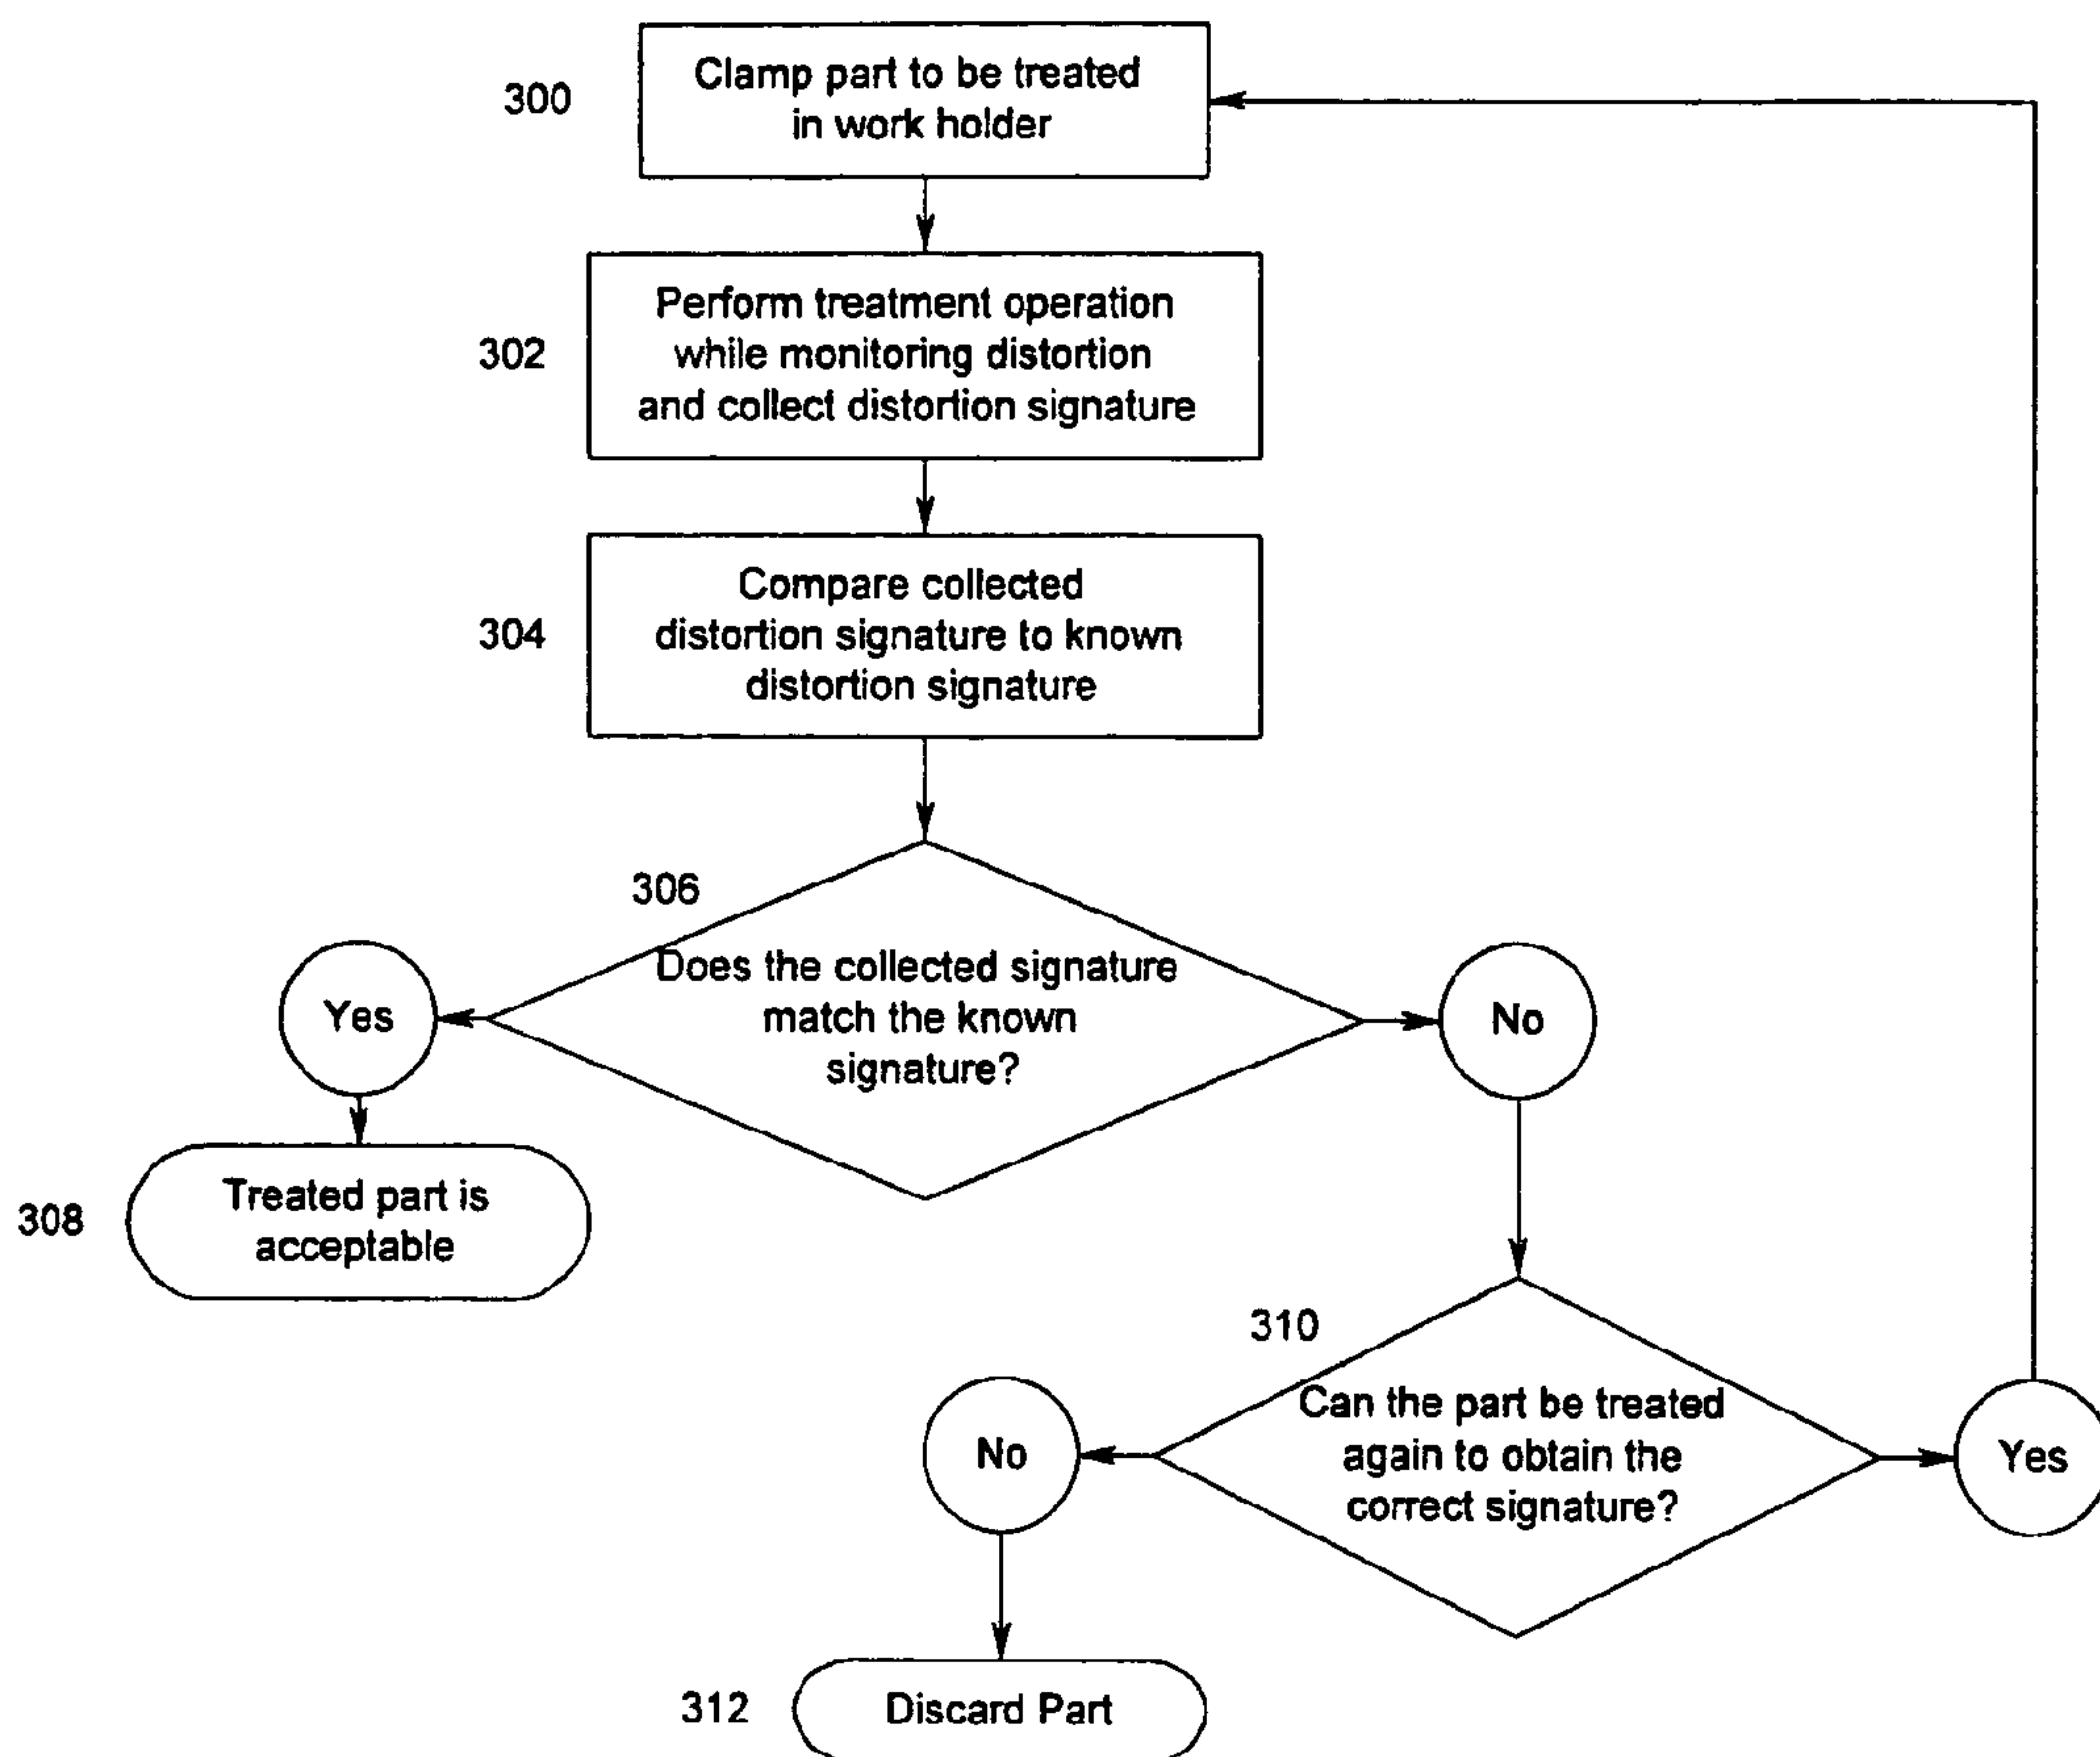 300
Clamp part to be treated
in work holder
302
Perform treatment operation
while monitoring distortion
and collect distortion signature
304
Compare collected
distortion signature to known
distortion signature
306
Does the collected signature
match the known
signature?
Yes
No
308
Treated part is
acceptable
310
Can the part be treated
again to obtain the
correct signature?
No
Yes
312
Discard Part